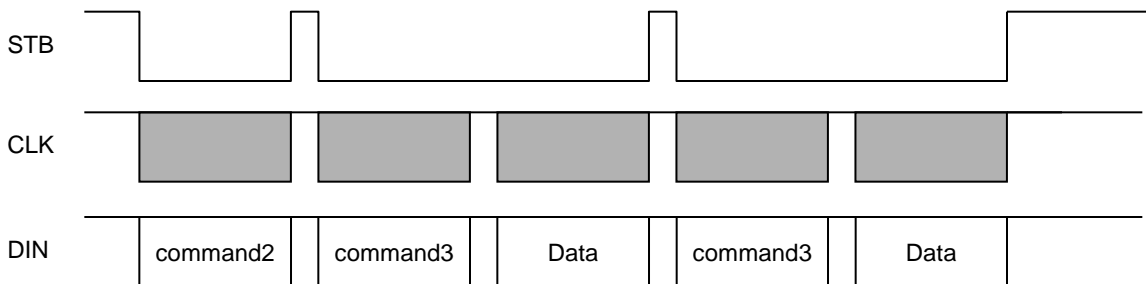 STB
CLK
DIN
command2 command3 Data command3 Data